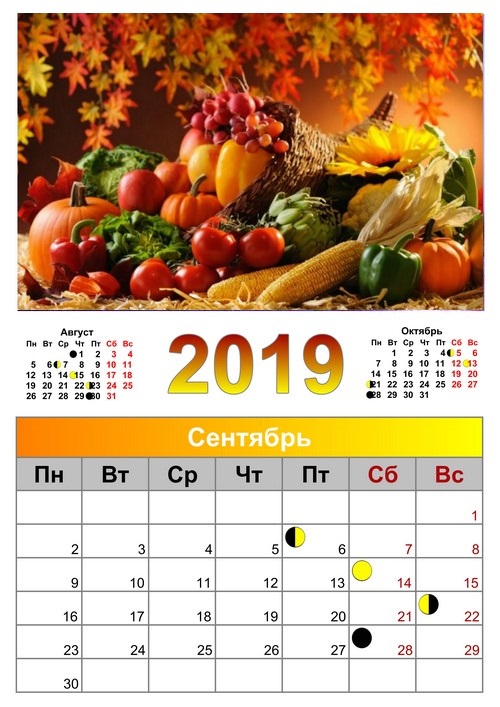 Август
Пн Вт Ср Чт Пт Сб Вс
1 2 3 4
5 6 7 8 9 10 11
12 13 14 15 16 17 18
19 20 21 22 23 24 25
26 27 28 29 30 31
2019
Октябрь
Пн Вт Ср Чт Пт Сб Вс
1 2 3 4 5 6
7 8 9 10 11 12 13
14 15 16 17 18 19 20
21 22 23 24 25 26 27
28 29 30 31
Сентябрь
Пн Вт Ср Чт Пт Сб Вс
1
2 3 4 5 6 7 8
9 10 11 12 13 14 15
16 17 18 19 20 21 22
23 24 25 26 27 28 29
30